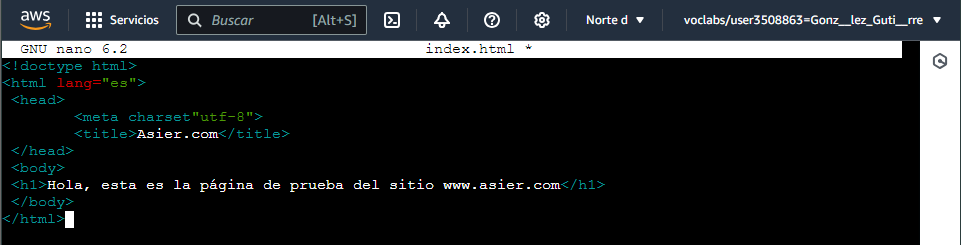 aws Servicios Buscar [Alt+S] Norte d voclabs/user3508863=Gonz__lez_Guti__rre
GNU nano 6.2 index.html *
<!doctype html>
<html lang="es">
<head>
<meta charset"utf-8">
<title>Asier.com</title>
</head>
<body>
<h1>Hola, esta es la página de prueba del sitio www.asier.com</h1>
</body>
</html>